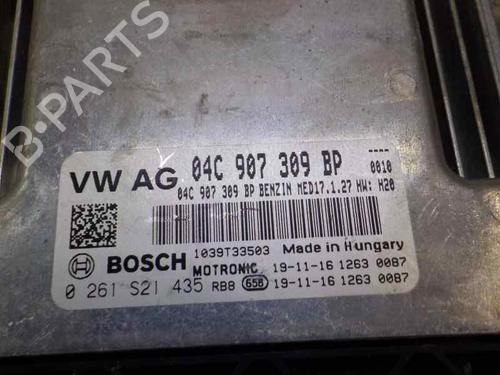 B-PARTS
VW AG 04C 907 309 BP 0010
04C 907 309 BP BENZIN MED17.1.27 HW: H20
1039T33503 Made in Hungary
BOSCH MOTRONIC 19-11-16 1263 0087
0 261 S21 435 RB8 658 19-11-16 1263 0087